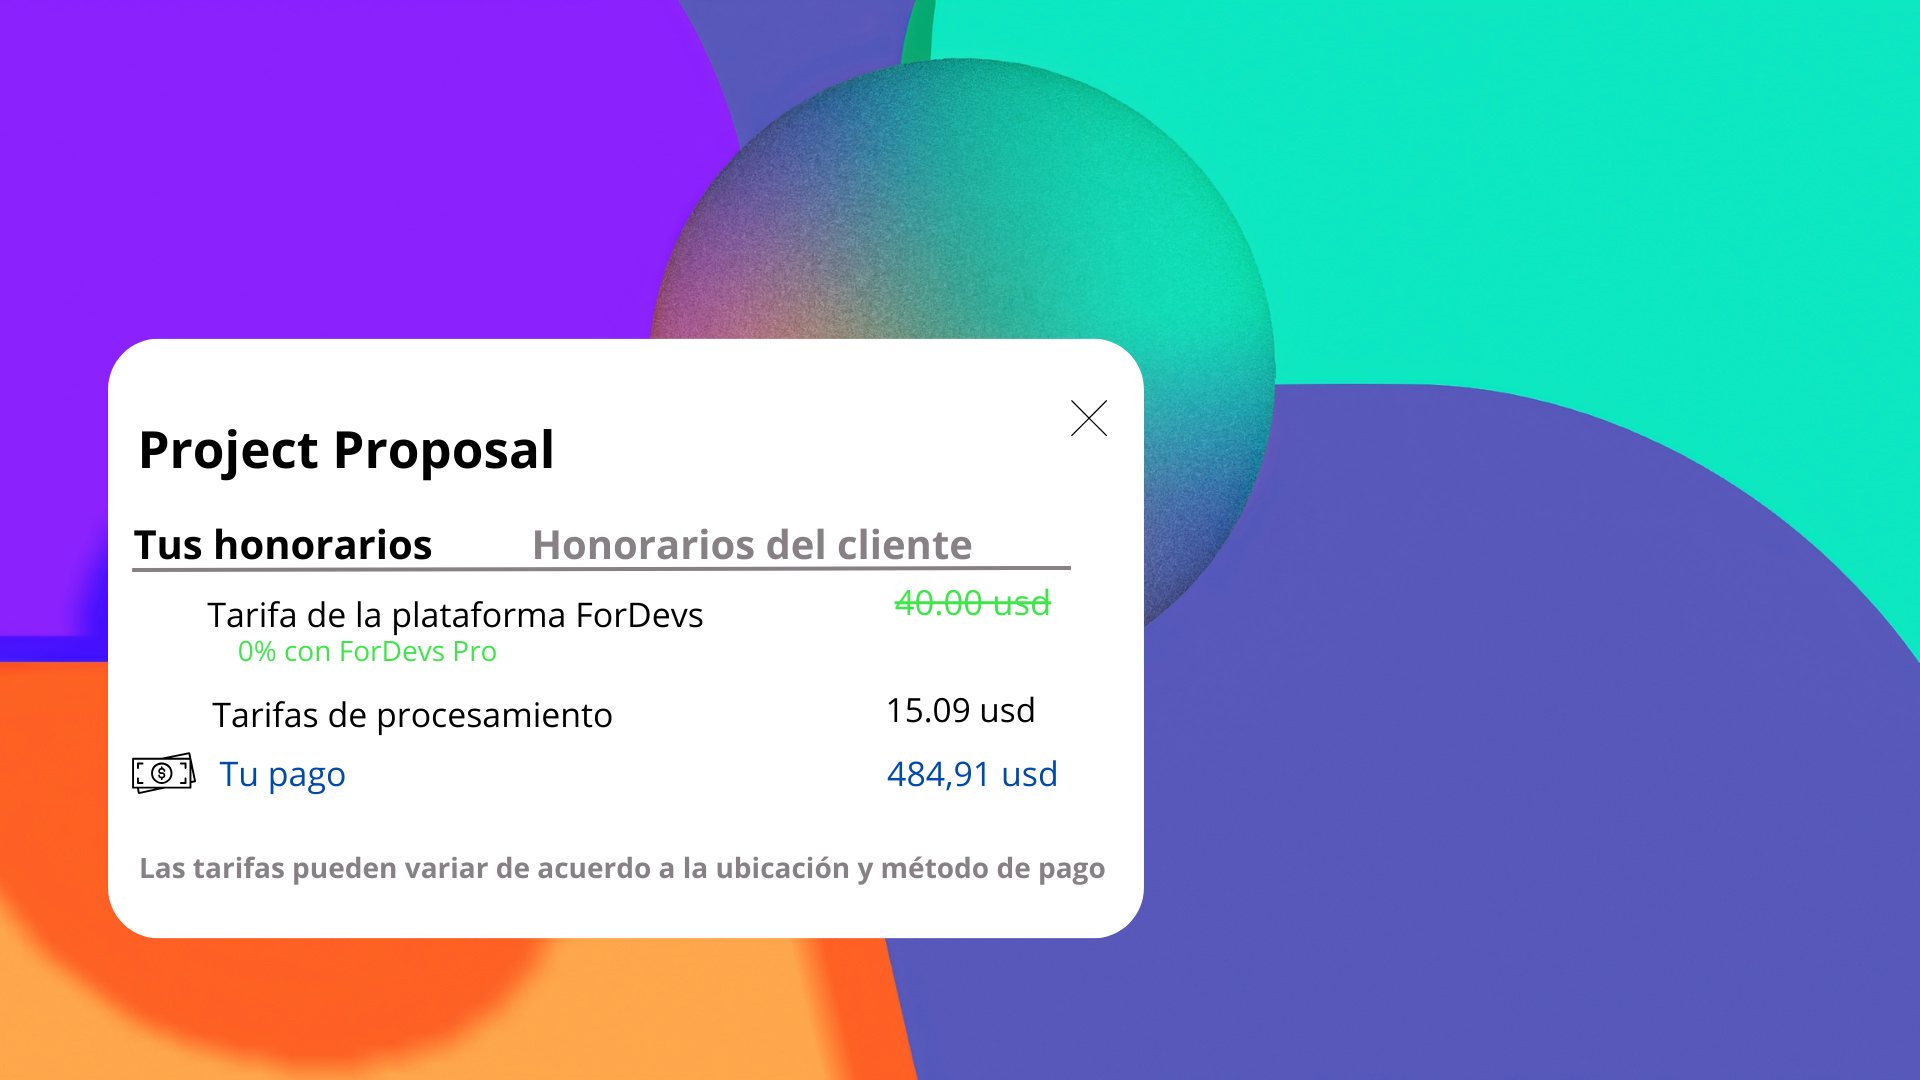 Project Proposal
Tus honorarios Honorarios del cliente
Tarifa de la plataforma ForDevs 40.00 usd
0% con ForDevs Pro
Tarifas de procesamiento 15.09 usd
$ Tu pago 484,91 usd
Las tarifas pueden variar de acuerdo a la ubicación y método de pago